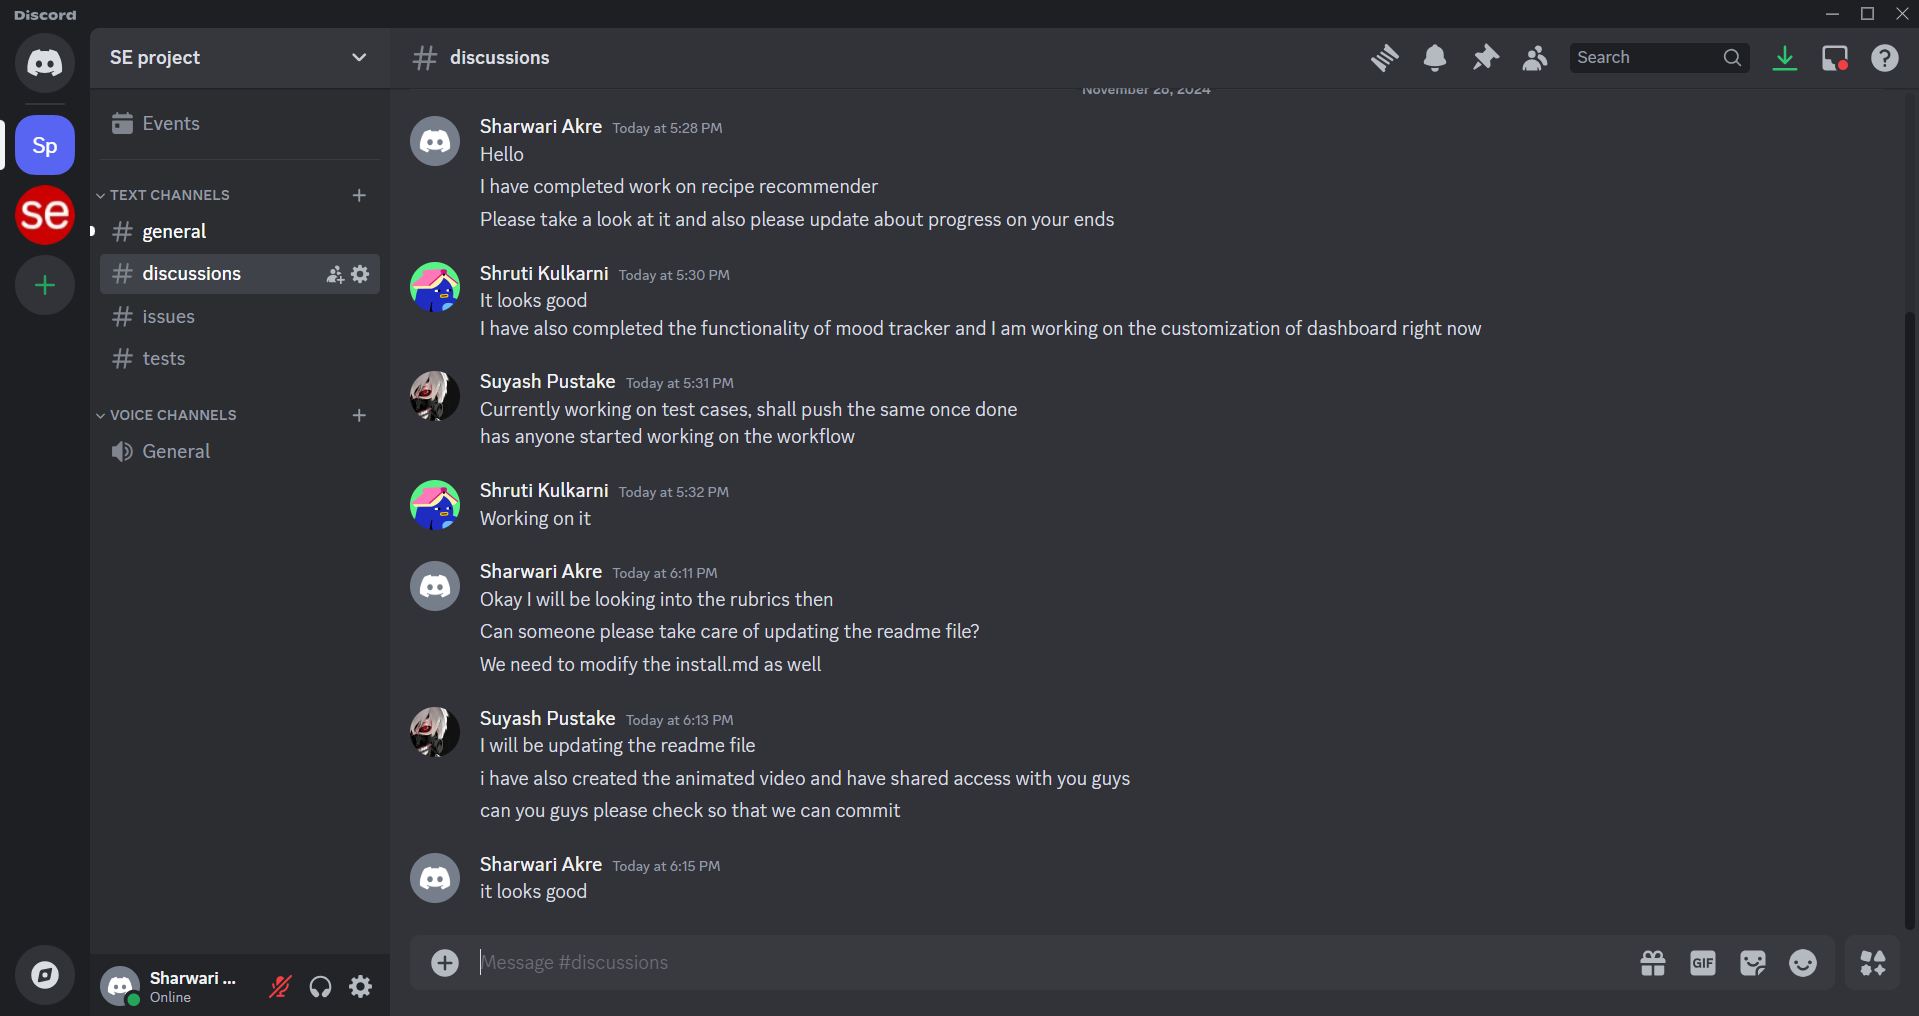 Discord
SE project
discussions
Search
Sp
se
Events
TEXT CHANNELS
general
discussions
issues
tests
VOICE CHANNELS
General
November 26, 2024
Sharwari Akre Today at 5:28 PM
Hello
I have completed work on recipe recommender
Please take a look at it and also please update about progress on your ends
Shruti Kulkarni Today at 5:30 PM
It looks good
I have also completed the functionality of mood tracker and I am working on the customization of dashboard right now
Suyash Pustake Today at 5:31 PM
Currently working on test cases, shall push the same once done
has anyone started working on the workflow
Shruti Kulkarni Today at 5:32 PM
Working on it
Sharwari Akre Today at 6:11 PM
Okay I will be looking into the rubrics then
Can someone please take care of updating the readme file?
We need to modify the install.md as well
Suyash Pustake Today at 6:13 PM
I will be updating the readme file
i have also created the animated video and have shared access with you guys
can you guys please check so that we can commit
Sharwari Akre Today at 6:15 PM
it looks good
Message #discussions
GIF
Sharwari ...
Online